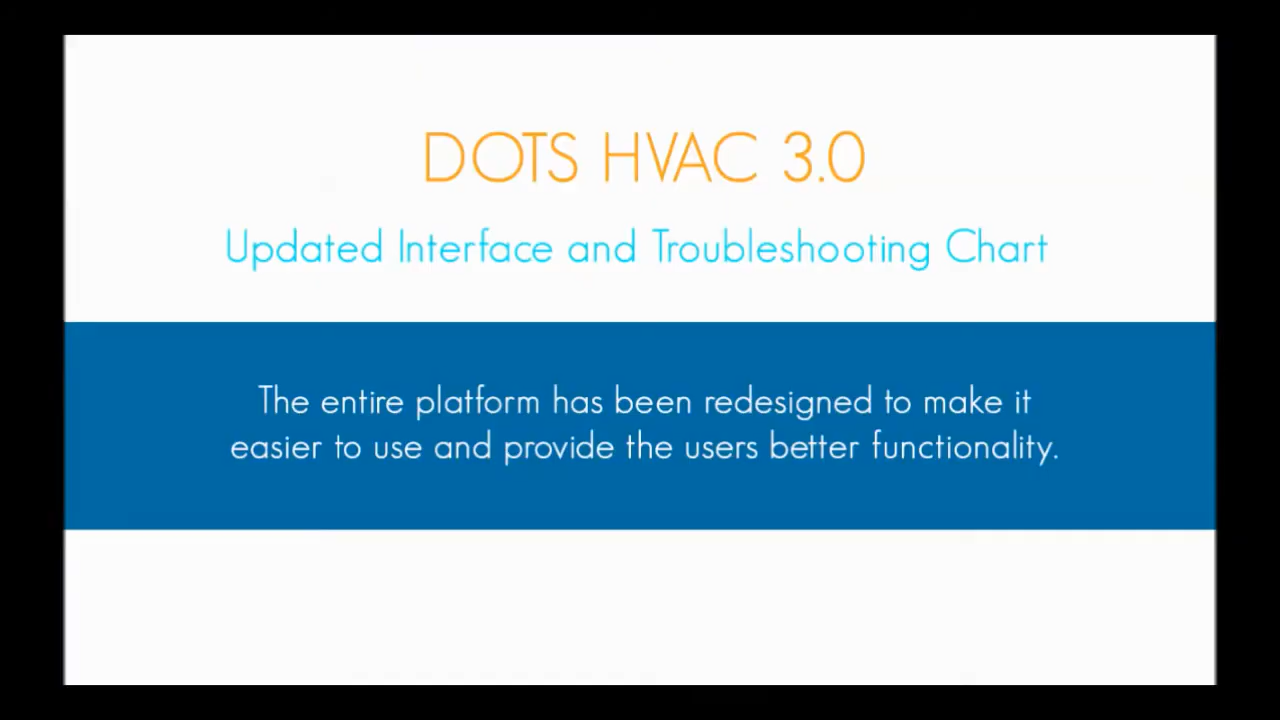 DOTS HVAC 3.0
Updated Interface and Troubleshooting Chart
The entire platform has been redesigned to make it
easier to use and provide the users better functionality.